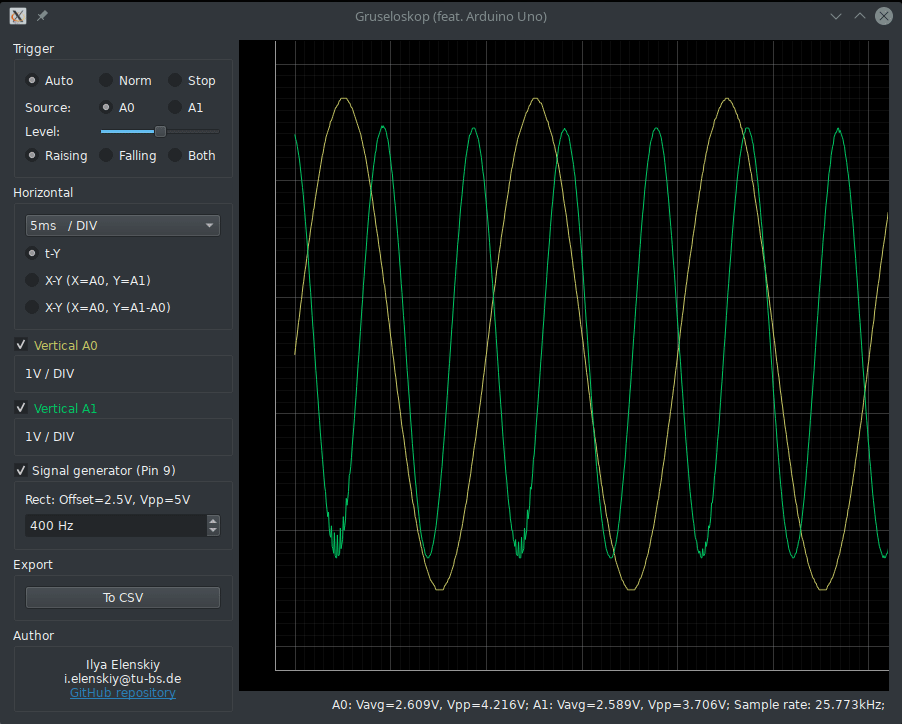 Gruseloskop (feat. Arduino Uno)
Trigger
Auto Norm Stop
Source: A0 A1
Level:
Raising Falling Both
Horizontal
5ms / DIV
t-Y
X-Y (X=A0, Y=A1)
X-Y (X=A0, Y=A1-A0)
Vertical A0
1V / DIV
Vertical A1
1V / DIV
Signal generator (Pin 9)
Rect: Offset=2.5V, Vpp=5V
400 Hz
Export
To CSV
Author
Ilya Elenskiy
i.elenskiy@tu-bs.de
GitHub repository
A0: Vavg=2.609V, Vpp=4.216V; A1: Vavg=2.589V, Vpp=3.706V; Sample rate: 25.773kHz;